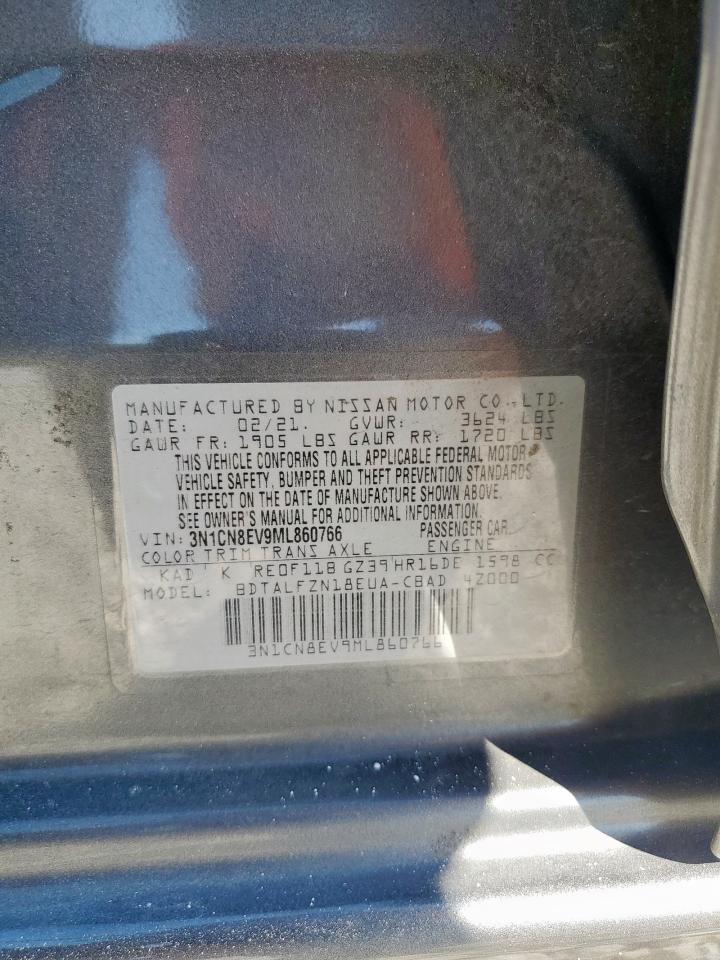 MANUFACTURED BY NISSAN MOTOR CO.,LTD.
DATE: 02/21. GVWR: 3624 LBS
GAWR FR: 1905 LBS GAWR RR: 1720 LBS
THIS VEHICLE CONFORMS TO ALL APPLICABLE FEDERAL MOTOR
VEHICLE SAFETY, BUMPER AND THEFT PREVENTION STANDARDS
IN EFFECT ON THE DATE OF MANUFACTURE SHOWN ABOVE.
SEE OWNER'S MANUAL FOR ADDITIONAL INFORMATION.
VIN: 3N1CN8EV9ML860766 PASSENGER CAR
COLOR TRIM TRANS AXLE ENGINE
KAD K RE0F11B GZ39 HR16DE 1598 CC
MODEL: BDTALFZN18EUA-CBAD 4Z000
3N1CN8EV9ML860766